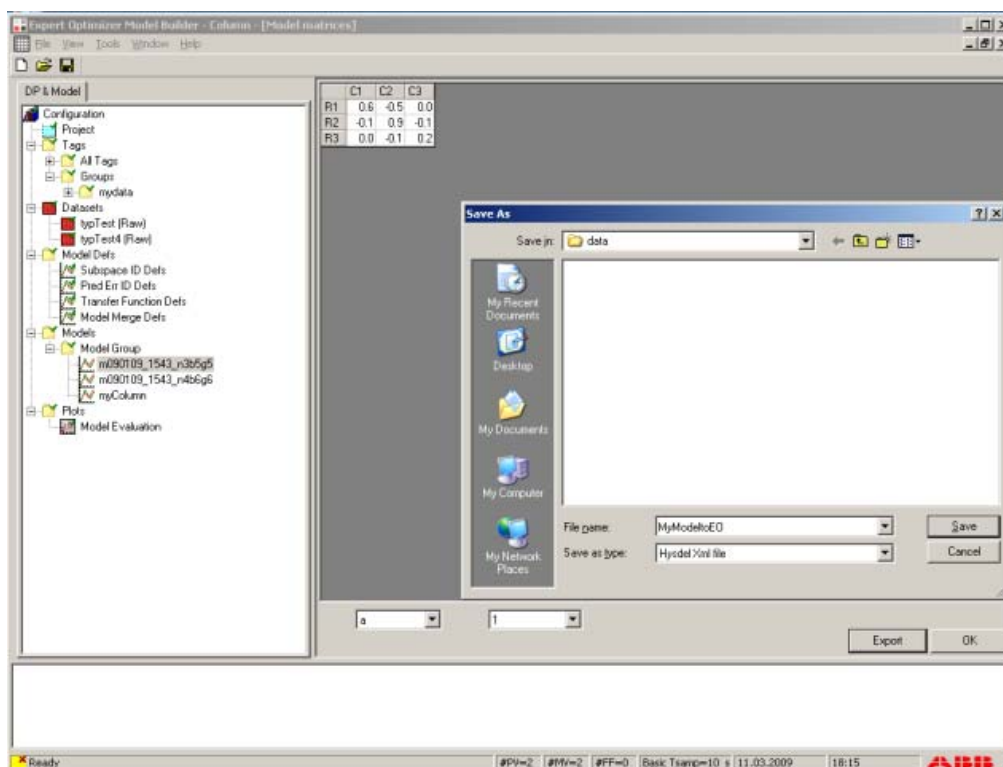 Expert Optimizer Model Builder - Column - [Model matrices]
File View Tools Window Help
DP & Model
C1 C2 C3
R1 0.6 -0.5 0.0
R2 -0.1 0.9 -0.1
R3 0.0 -0.1 0.2
Configuration
Project
Tags
All Tags
Groups
mydata
Datasets
typTest (Raw)
typTest4 (Raw)
Model Defs
Subspace ID Defs
Pred Err ID Defs
Transfer Function Defs
Model Merge Defs
Models
Model Group
m090109_1543_n3b5g5
m090109_1543_n4b6g6
myColumn
Plots
Model Evaluation
Save As
Save in: data
My Recent
Documents
Desktop
My Documents
My Computer
My Network
Places
File name: MyModeltoEO Save
Save as type: Hysdel Xml file Cancel
a 1
Export OK
Ready #PV=2 #MV=2 #FF=0 Basic Tsamp=10 s 11.03.2009 18:15 ABB